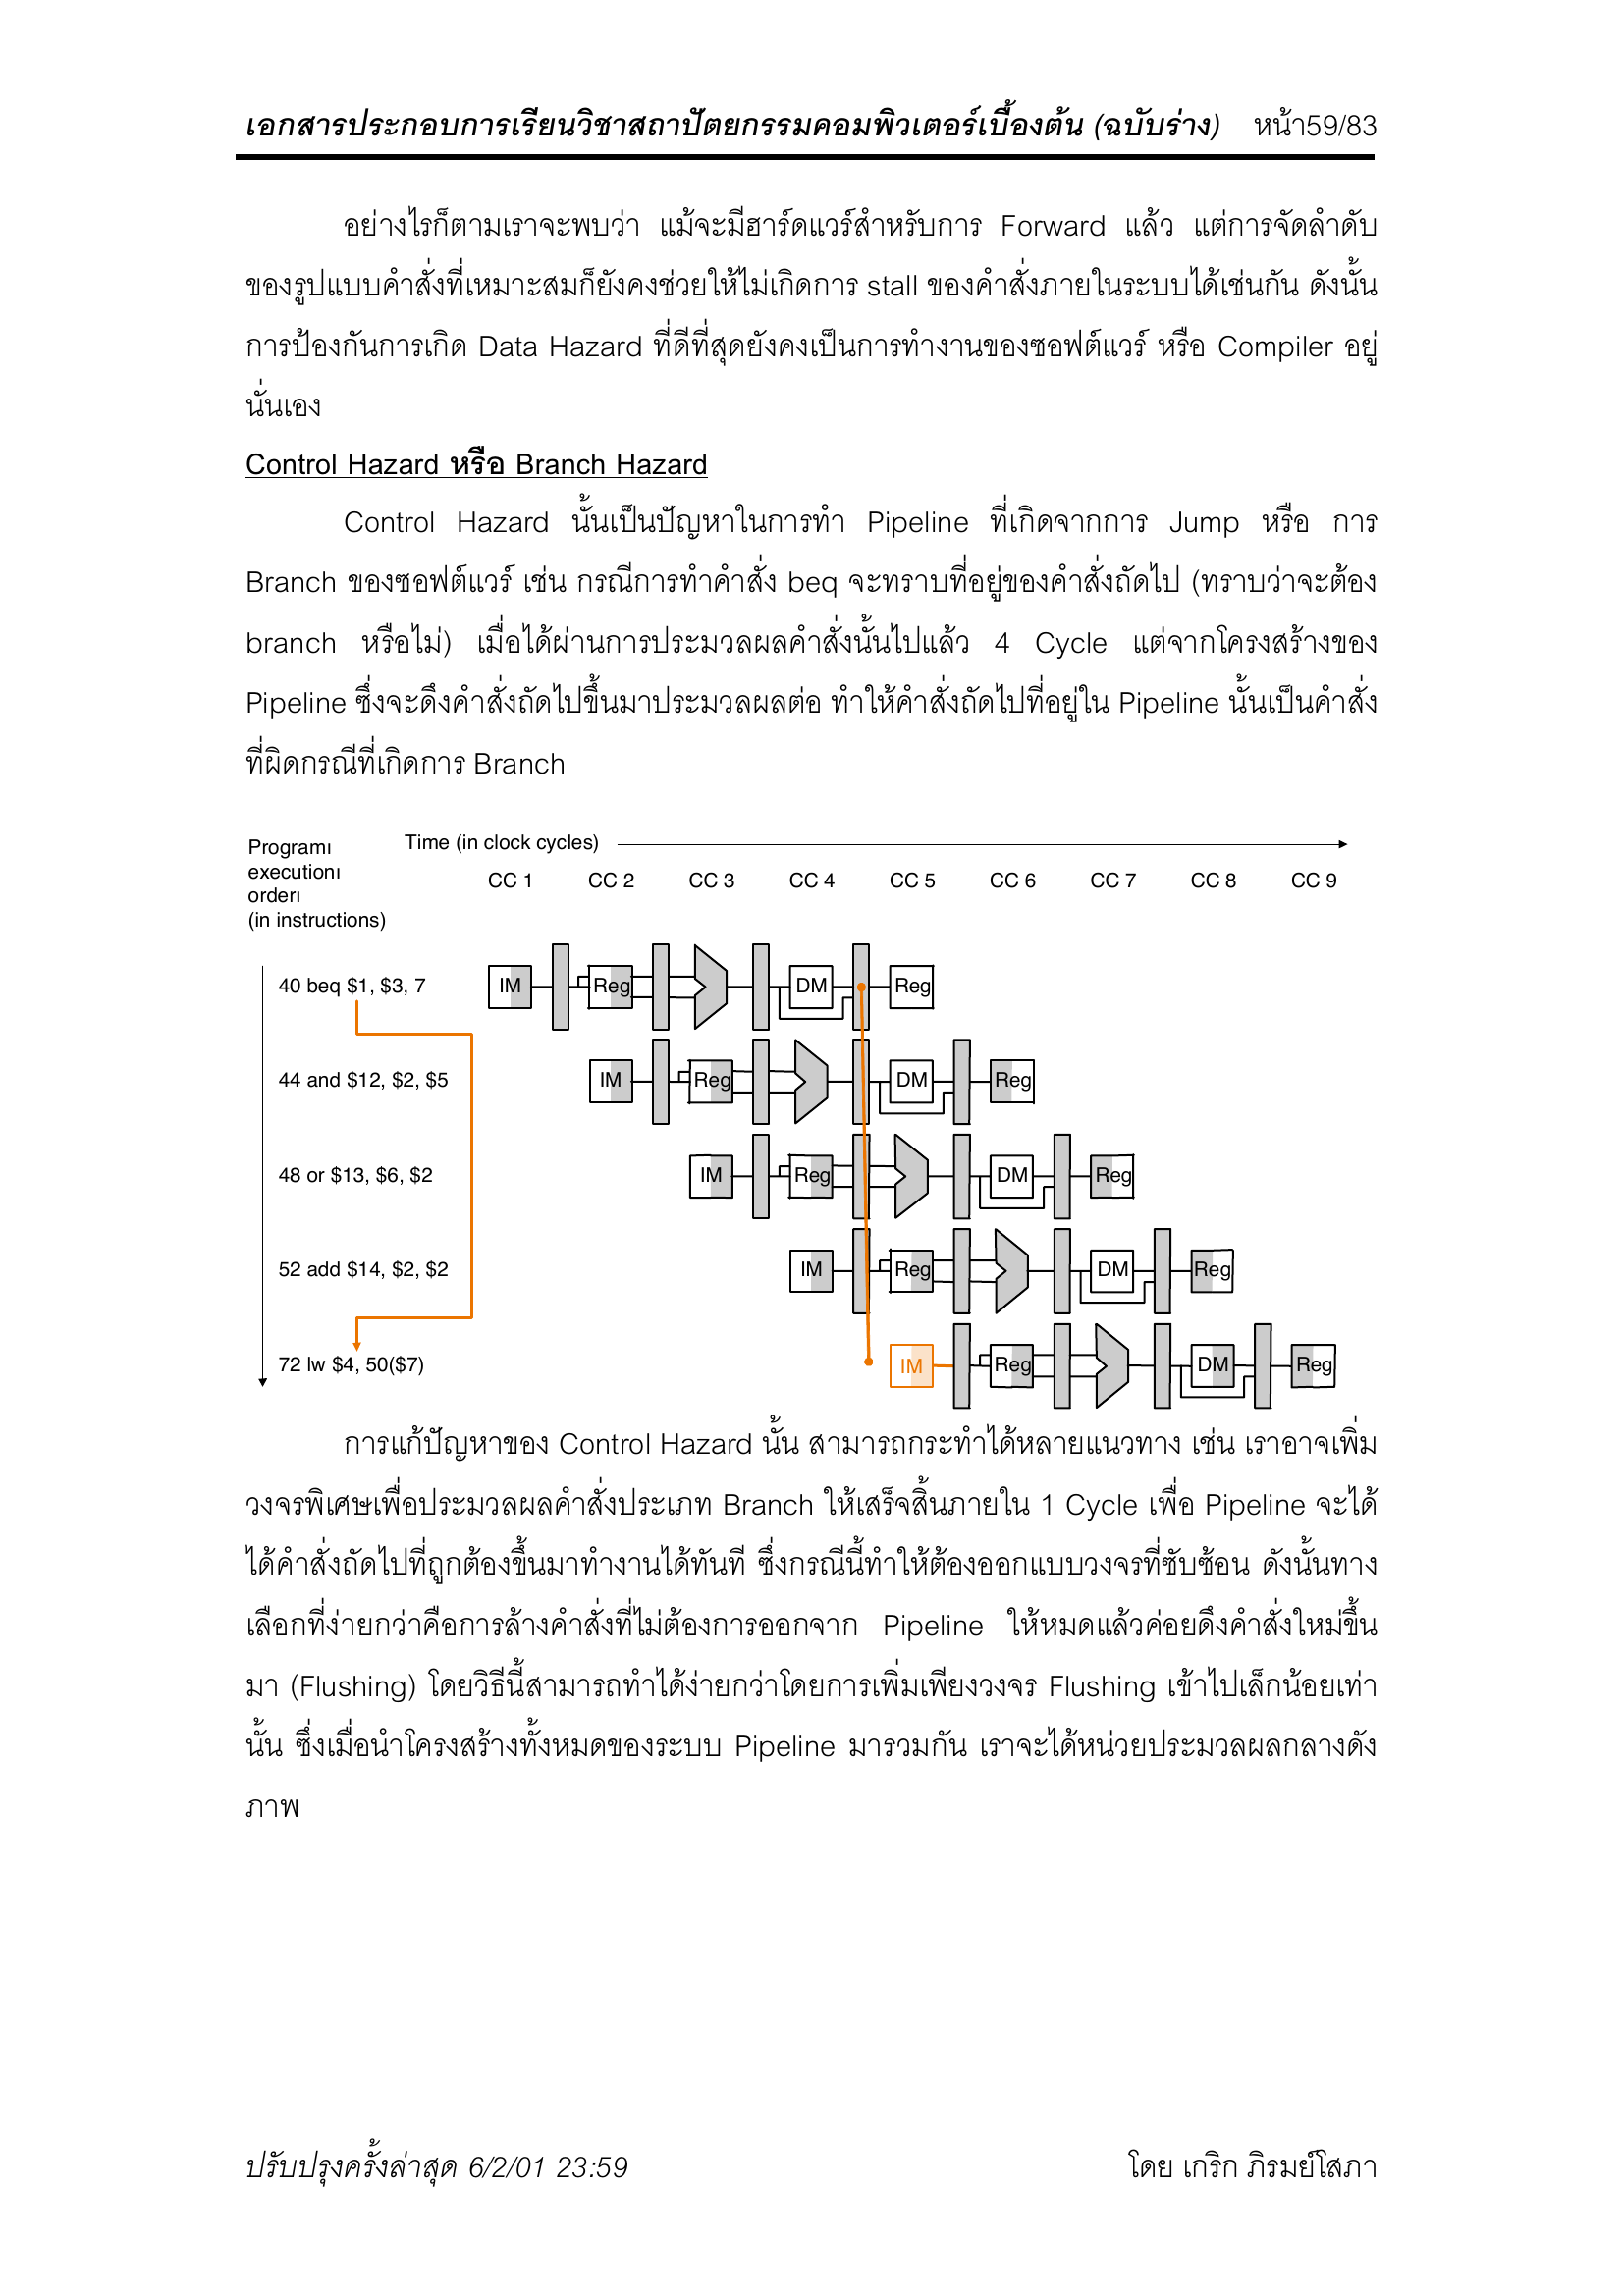 เอกสารประกอบการเรียนวิชาสถาปัตยกรรมคอมพิวเตอร์เบื้องต้น (ฉบับร่าง) หน้า59/83
อย่างไรก็ตามเราจะพบว่า แม้จะมีฮาร์ดแวร์สำหรับการ Forward แล้ว แต่การจัดลำดับ
ของรูปแบบคำสั่งที่เหมาะสมก็ยังคงช่วยให้ไม่เกิดการ stall ของคำสั่งภายในระบบได้เช่นกัน ดังนั้น
การป้องกันการเกิด Data Hazard ที่ดีที่สุดยังคงเป็นการทำงานของซอฟต์แวร์ หรือ Compiler อยู่
นั่นเอง
Control Hazard หรือ Branch Hazard
Control Hazard นั้นเป็นปัญหาในการทำ Pipeline ที่เกิดจากการ Jump หรือ การ
Branch ของซอฟต์แวร์ เช่น กรณีการทำคำสั่ง beq จะทราบที่อยู่ของคำสั่งถัดไป (ทราบว่าจะต้อง
branch หรือไม่) เมื่อได้ผ่านการประมวลผลคำสั่งนั้นไปแล้ว 4 Cycle แต่จากโครงสร้างของ
Pipeline ซึ่งจะดึงคำสั่งถัดไปขึ้นมาประมวลผลต่อ ทำให้คำสั่งถัดไปที่อยู่ใน Pipeline นั้นเป็นคำสั่ง
ที่ผิดกรณีที่เกิดการ Branch
Time (in clock cycles)
Programı
executionı
orderı
(in instructions)
CC 1 CC 2 CC 3 CC 4 CC 5 CC 6 CC 7 CC 8 CC 9
40 beq $1, $3, 7 IM Reg DM Reg
44 and $12, $2, $5 IM Reg DM Reg
48 or $13, $6, $2 IM Reg DM Reg
52 add $14, $2, $2 IM Reg DM Reg
72 lw $4, 50($7) IM Reg DM Reg
การแก้ปัญหาของ Control Hazard นั้น สามารถกระทำได้หลายแนวทาง เช่น เราอาจเพิ่ม
วงจรพิเศษเพื่อประมวลผลคำสั่งประเภท Branch ให้เสร็จสิ้นภายใน 1 Cycle เพื่อ Pipeline จะได้
ได้คำสั่งถัดไปที่ถูกต้องขึ้นมาทำงานได้ทันที ซึ่งกรณีนี้ทำให้ต้องออกแบบวงจรที่ซับซ้อน ดังนั้นทาง
เลือกที่ง่ายกว่าคือการล้างคำสั่งที่ไม่ต้องการออกจาก Pipeline ให้หมดแล้วค่อยดึงคำสั่งใหม่ขึ้น
มา (Flushing) โดยวิธีนี้สามารถทำได้ง่ายกว่าโดยการเพิ่มเพียงวงจร Flushing เข้าไปเล็กน้อยเท่า
นั้น ซึ่งเมื่อนำโครงสร้างทั้งหมดของระบบ Pipeline มารวมกัน เราจะได้หน่วยประมวลผลกลางดัง
ภาพ
ปรับปรุงครั้งล่าสุด 6/2/01 23:59 โดย เกริก ภิรมย์โสภา